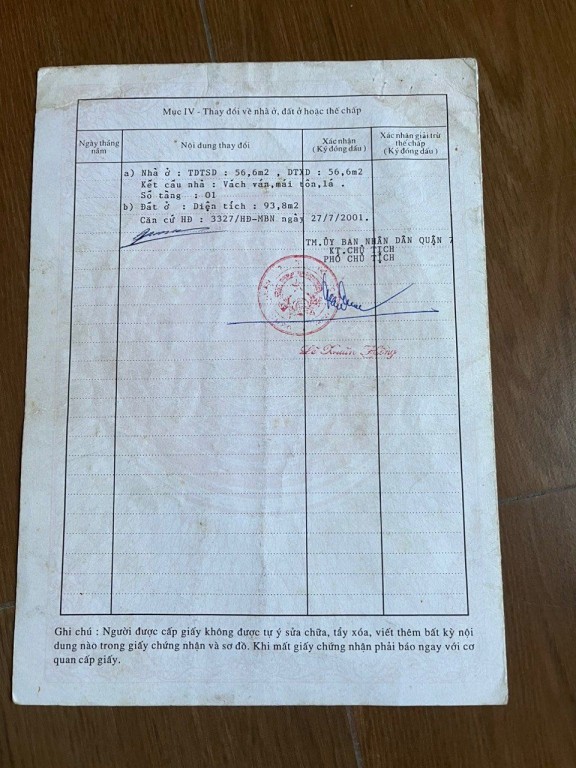 Mục IV - Thay đổi về nhà ở, đất ở hoặc thế chấp
Ngày tháng năm
Nội dung thay đổi
Xác nhận (Ký đóng dấu)
Xác nhận giải trừ thế chấp (Ký đóng dấu)
a) Nhà ở : TDTSD : 56,6m2 , DTXD : 56,6m2
Kết cấu nhà : Vách ván,mái tôn,lá .
Số tầng : 01
b) Đất ở : Diện tích : 93,8m2
Căn cứ HĐ : 3327/HĐ-MBN ngày 27/7/2001.
TM.ỦY BAN NHÂN DÂN QUẬN 7
KT.CHỦ TỊCH
PHÓ CHỦ TỊCH
Ghi chú : Người được cấp giấy không được tự ý sửa chữa, tẩy xóa, viết thêm bất kỳ nội
dung nào trong giấy chứng nhận và sơ đồ. Khi mất giấy chứng nhận phải báo ngay với cơ
quan cấp giấy.